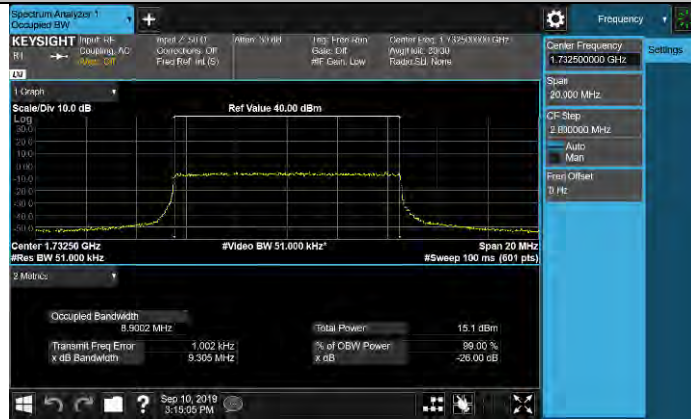 Spectrum Analyzer 1
Occupied BW
Frequency
KEYSIGHT Input: RF
Coupling: AC
Input Z: 50 Ω
Corrections: Off
Freq Ref: Int (S)
Trig: Free Run
Gate: Off
#IF Gain: Low
Center Freq: 1.732500000 GHz
Avg|Hold: 30/30
Radio Std: None
LW
1 Graph
Scale/Div 10.0 dB
Ref Value 40.00 dBm
Log
30.0
20.0
10.0
0.00
-10.0
-20.0
-30.0
-40.0
-50.0
Center 1.73250 GHz
#Video BW 51.000 kHz*
Span 20 MHz
#Res BW 51.000 kHz
#Sweep 100 ms (601 pts)
2 Metrics
Occupied Bandwidth
8.9002 MHz
Total Power
15.1 dBm
Transmit Freq Error
1.002 kHz
% of OBW Power
99.00 %
x dB Bandwidth
9.305 MHz
x dB
-26.00 dB
Sep 10, 2019
3:15:05 PM
Center Frequency
1.732500000 GHz
Settings
Span
20.000 MHz
CF Step
2.000000 MHz
Auto
Man
Freq Offset
0 Hz